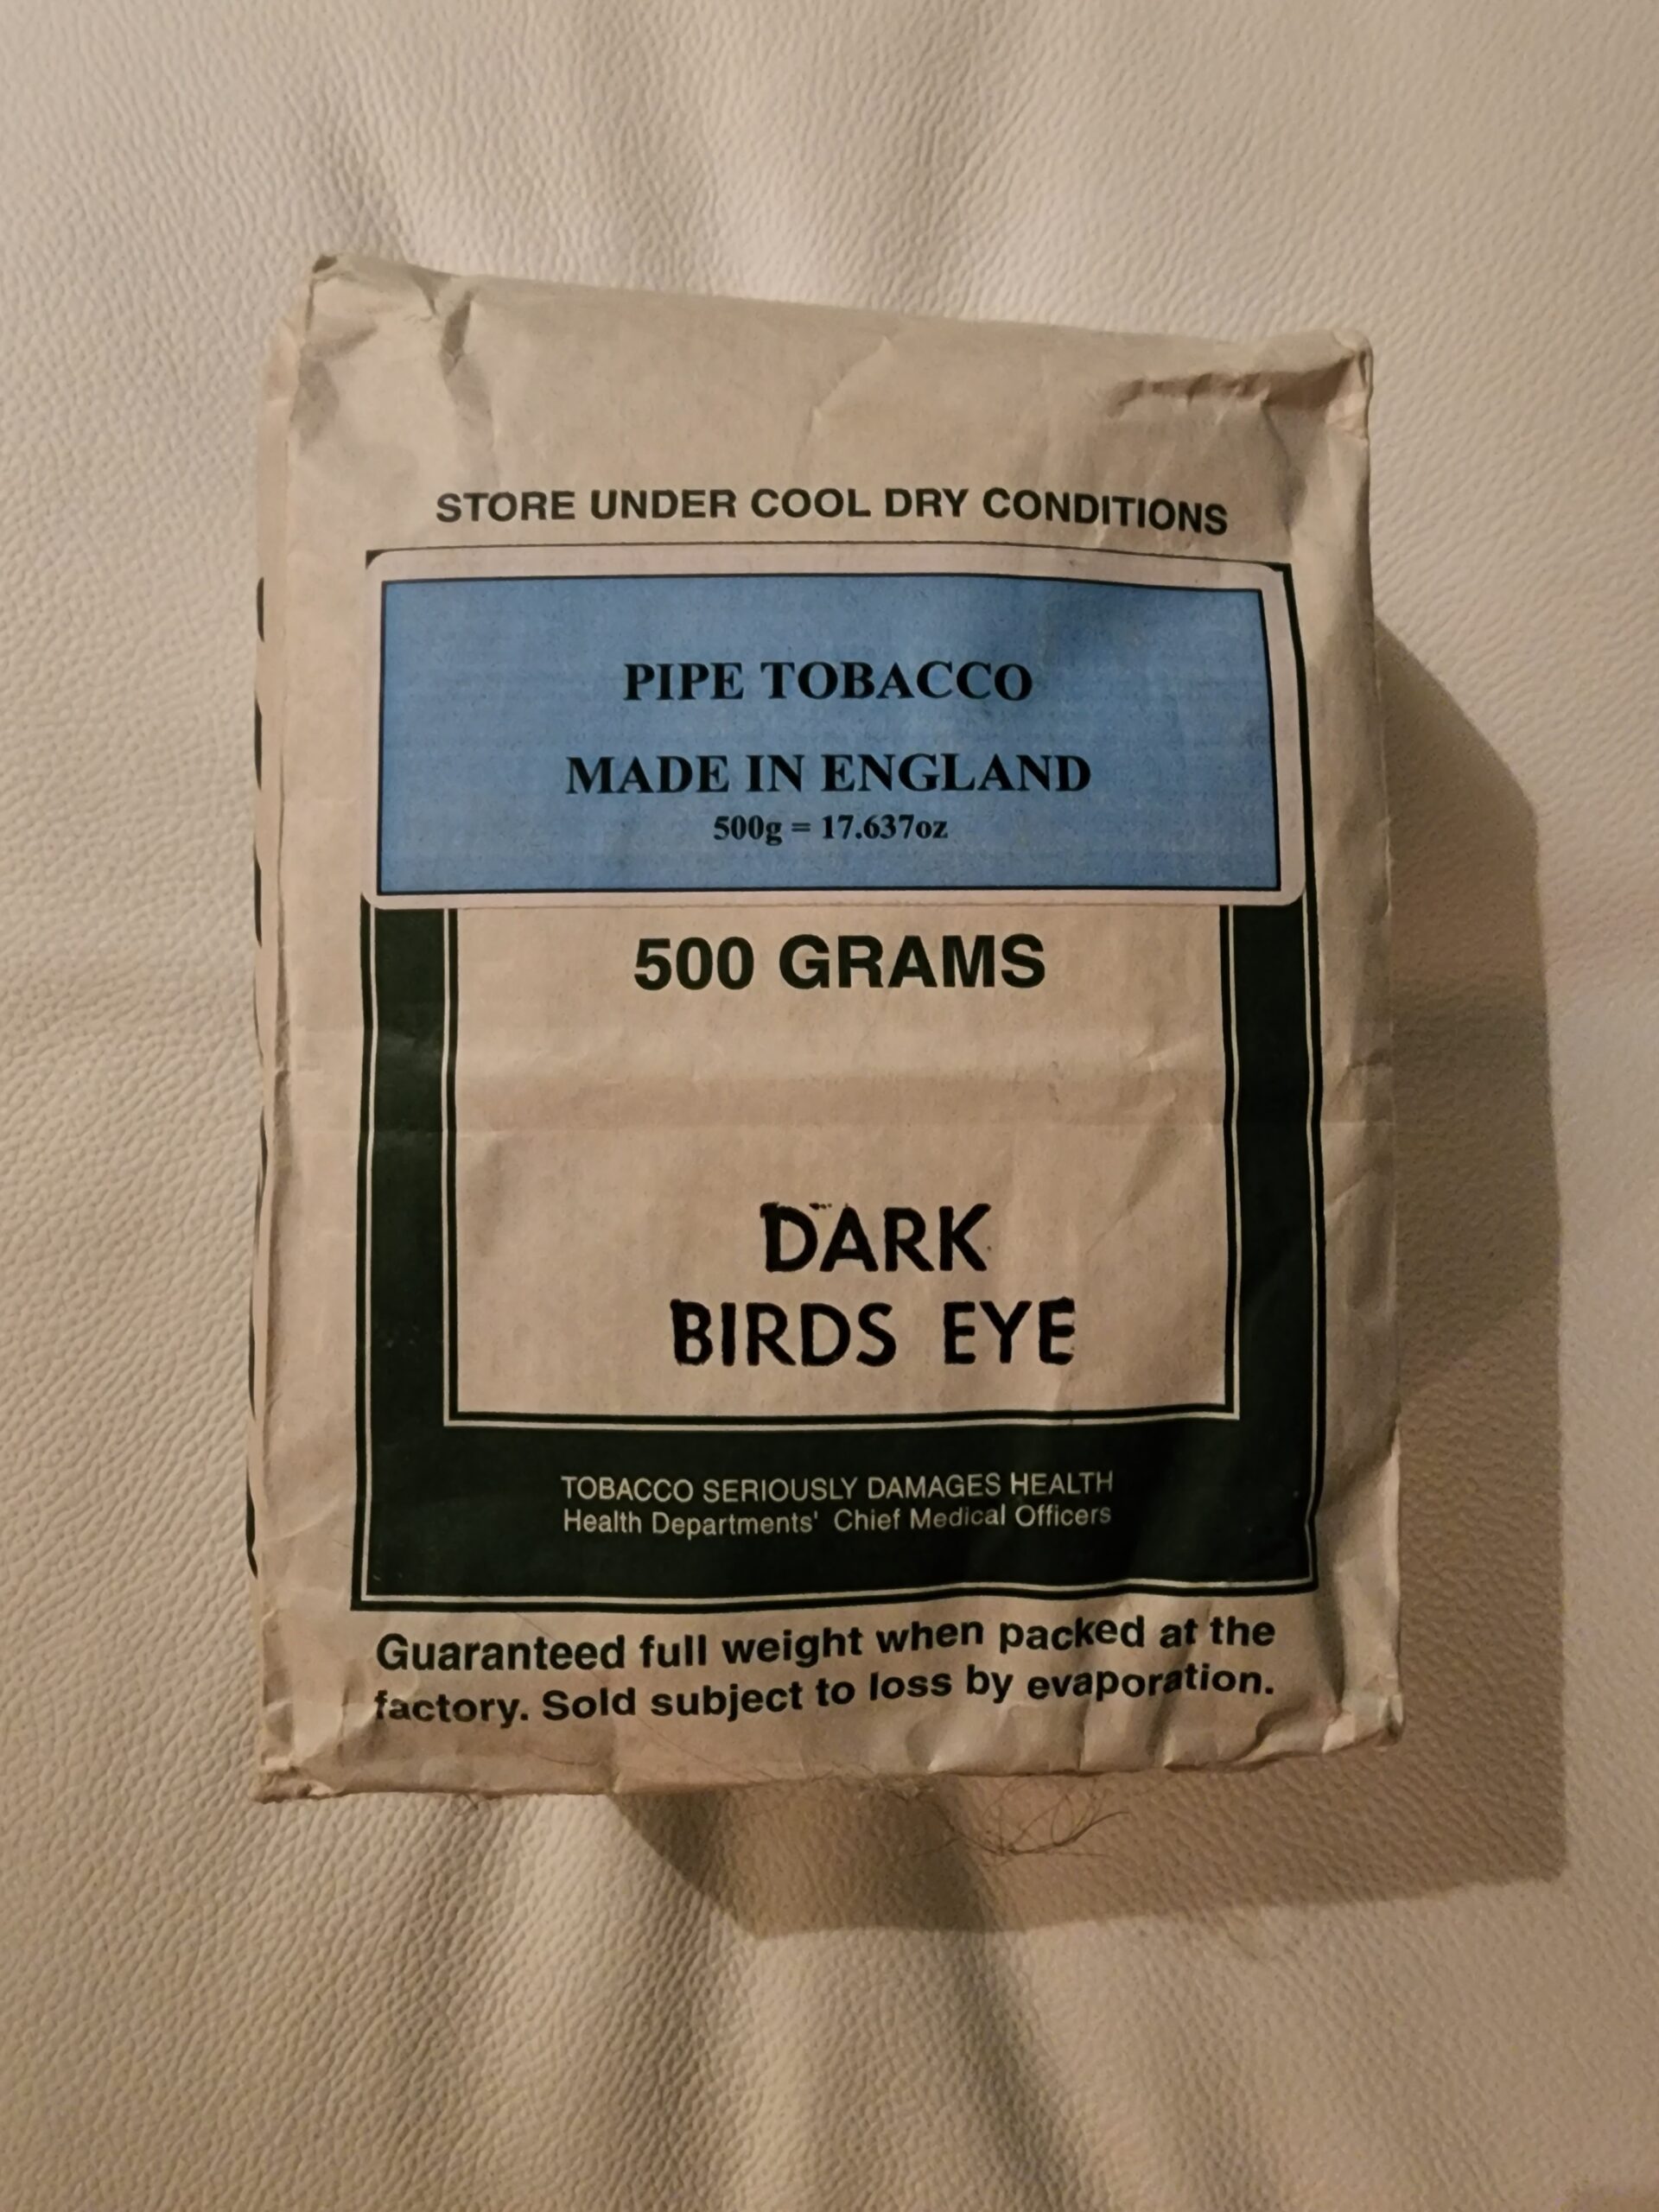 STORE UNDER COOL DRY CONDITIONS
PIPE TOBACCO
MADE IN ENGLAND
500g = 17.637oz
500 GRAMS
DARK
BIRDS EYE
TOBACCO SERIOUSLY DAMAGES HEALTH
Health Departments' Chief Medical Officers
Guaranteed full weight when packed at the
factory. Sold subject to loss by evaporation.